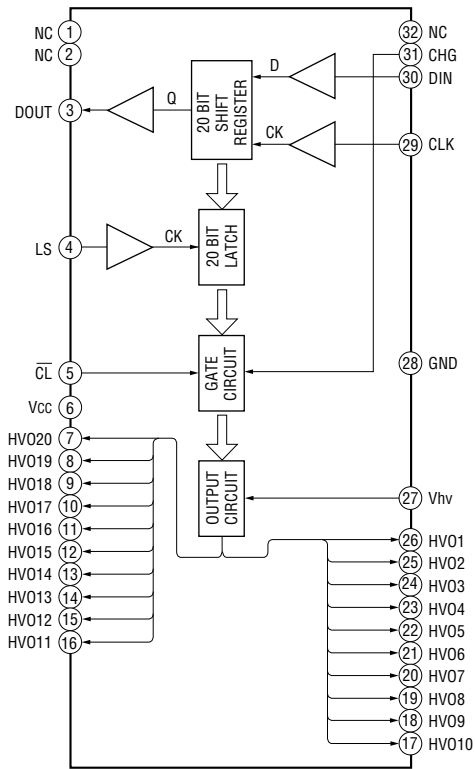 NC 1
NC 2
DOUT 3
LS 4
CL 5
Vcc 6
HVO20 7
HVO19 8
HVO18 9
HVO17 10
HVO16 11
HVO15 12
HVO14 13
HVO13 14
HVO12 15
HVO11 16
Q
20 BIT
SHIFT
REGISTER
D
CK
CK
20 BIT
LATCH
GATE
CIRCUIT
OUTPUT
CIRCUIT
32 NC
31 CHG
30 DIN
29 CLK
28 GND
27 Vhv
26 HVO1
25 HVO2
24 HVO3
23 HVO4
22 HVO5
21 HVO6
20 HVO7
19 HVO8
18 HVO9
17 HVO10